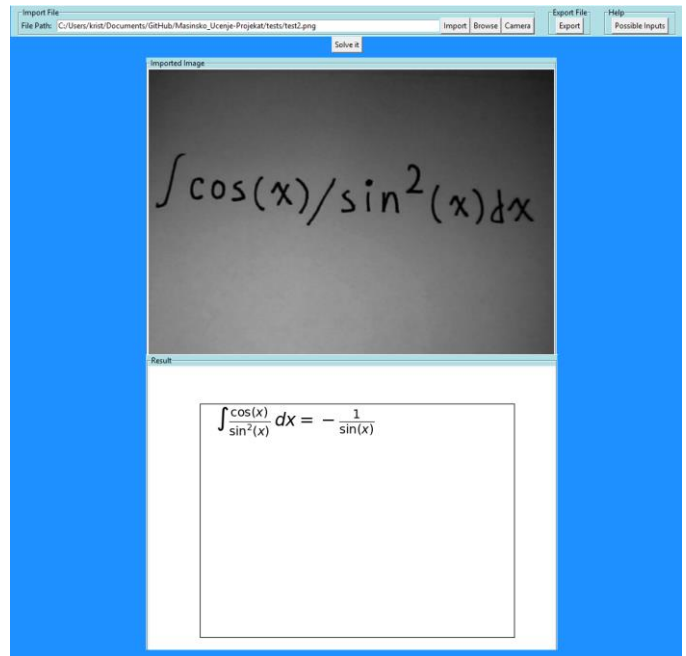 Import File
File Path: C:/Users/krist/Documents/GitHub/Masinsko_Ucenje-Projekat/tests/test2.png Import Browse Camera
Export File
Export
Help
Possible Inputs
Solve it
Imported Image
∫cos(x)/sin²(x)dx
Result
∫ cos(x)/sin²(x) dx = − 1/sin(x)